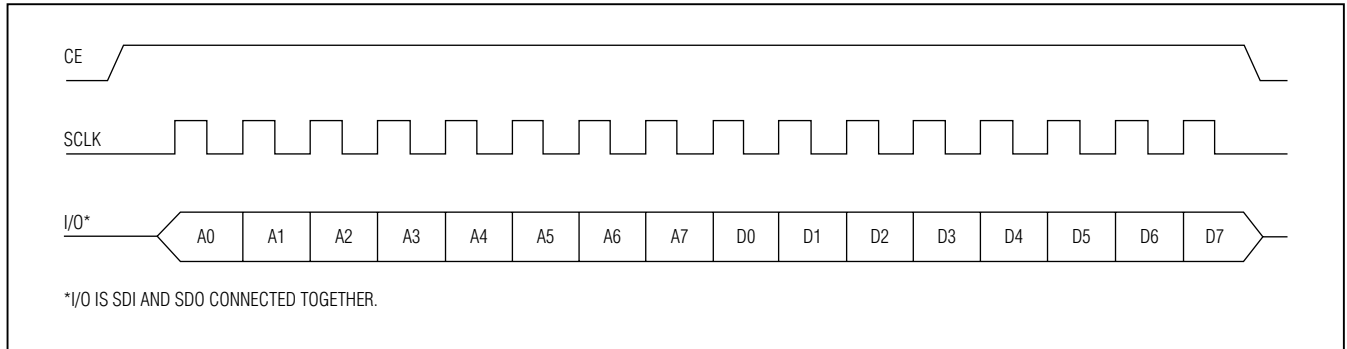 CE
SCLK
I/O*
A0 A1 A2 A3 A4 A5 A6 A7 D0 D1 D2 D3 D4 D5 D6 D7
*I/O IS SDI AND SDO CONNECTED TOGETHER.